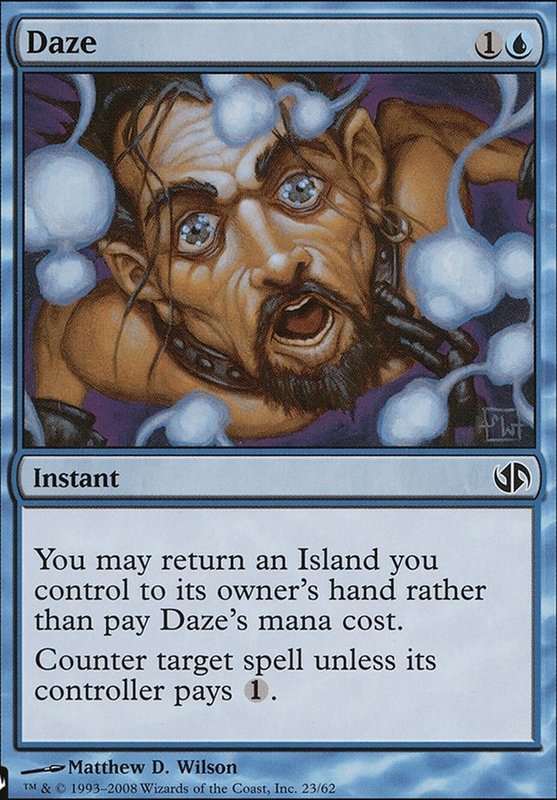 Daze 1
Instant
You may return an Island you
control to its owner's hand rather
than pay Daze's mana cost.
Counter target spell unless its
controller pays 1.
Matthew D. Wilson
™ & © 1993–2008 Wizards of the Coast, Inc. 23/62